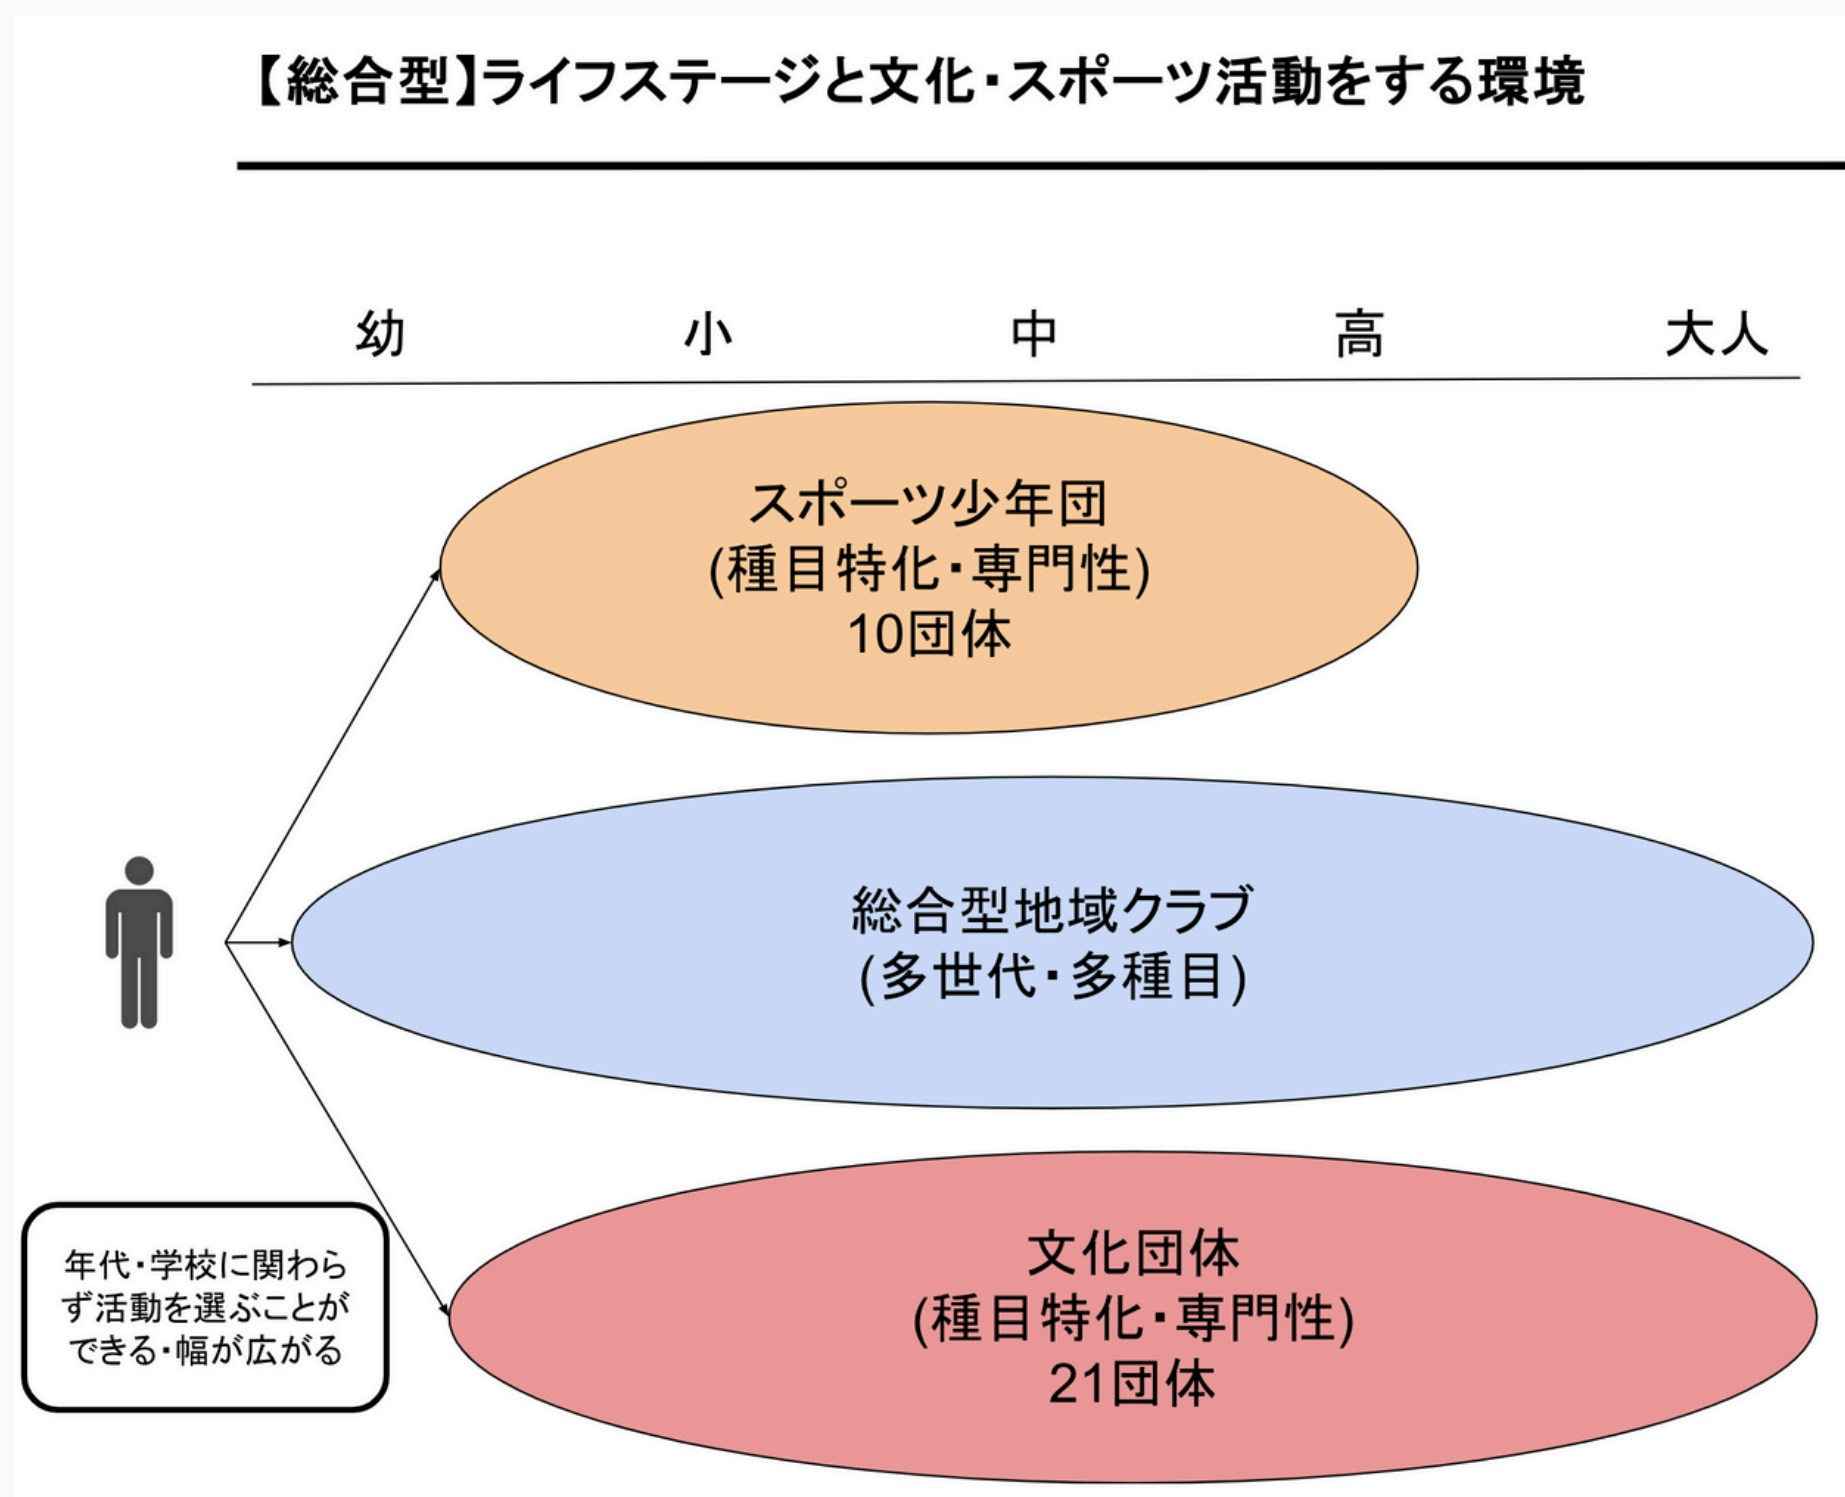 【総合型】ライフステージと文化・スポーツ活動をする環境
幼 小 中 高 大人
スポーツ少年団
(種目特化・専門性)
10団体
総合型地域クラブ
(多世代・多種目)
文化団体
(種目特化・専門性)
21団体
年代・学校に関わら
ず活動を選ぶことが
できる・幅が広がる